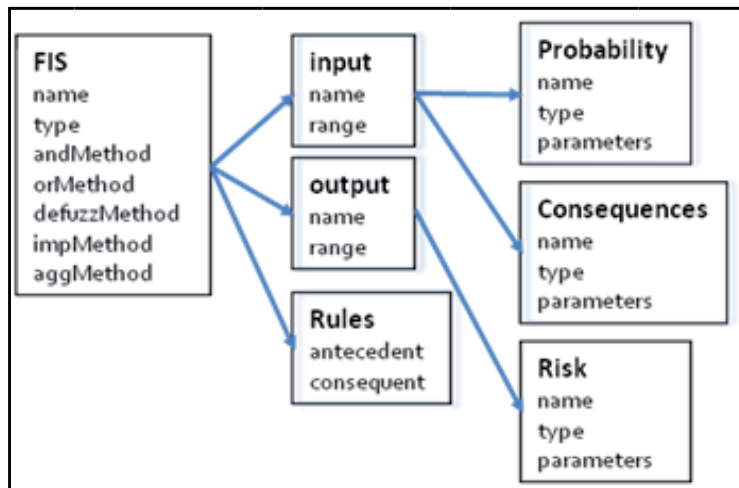 FIS
name
type
andMethod
orMethod
defuzzMethod
impMethod
aggMethod
input
name
range
output
name
range
Rules
antecedent
consequent
Probability
name
type
parameters
Consequences
name
type
parameters
Risk
name
type
parameters